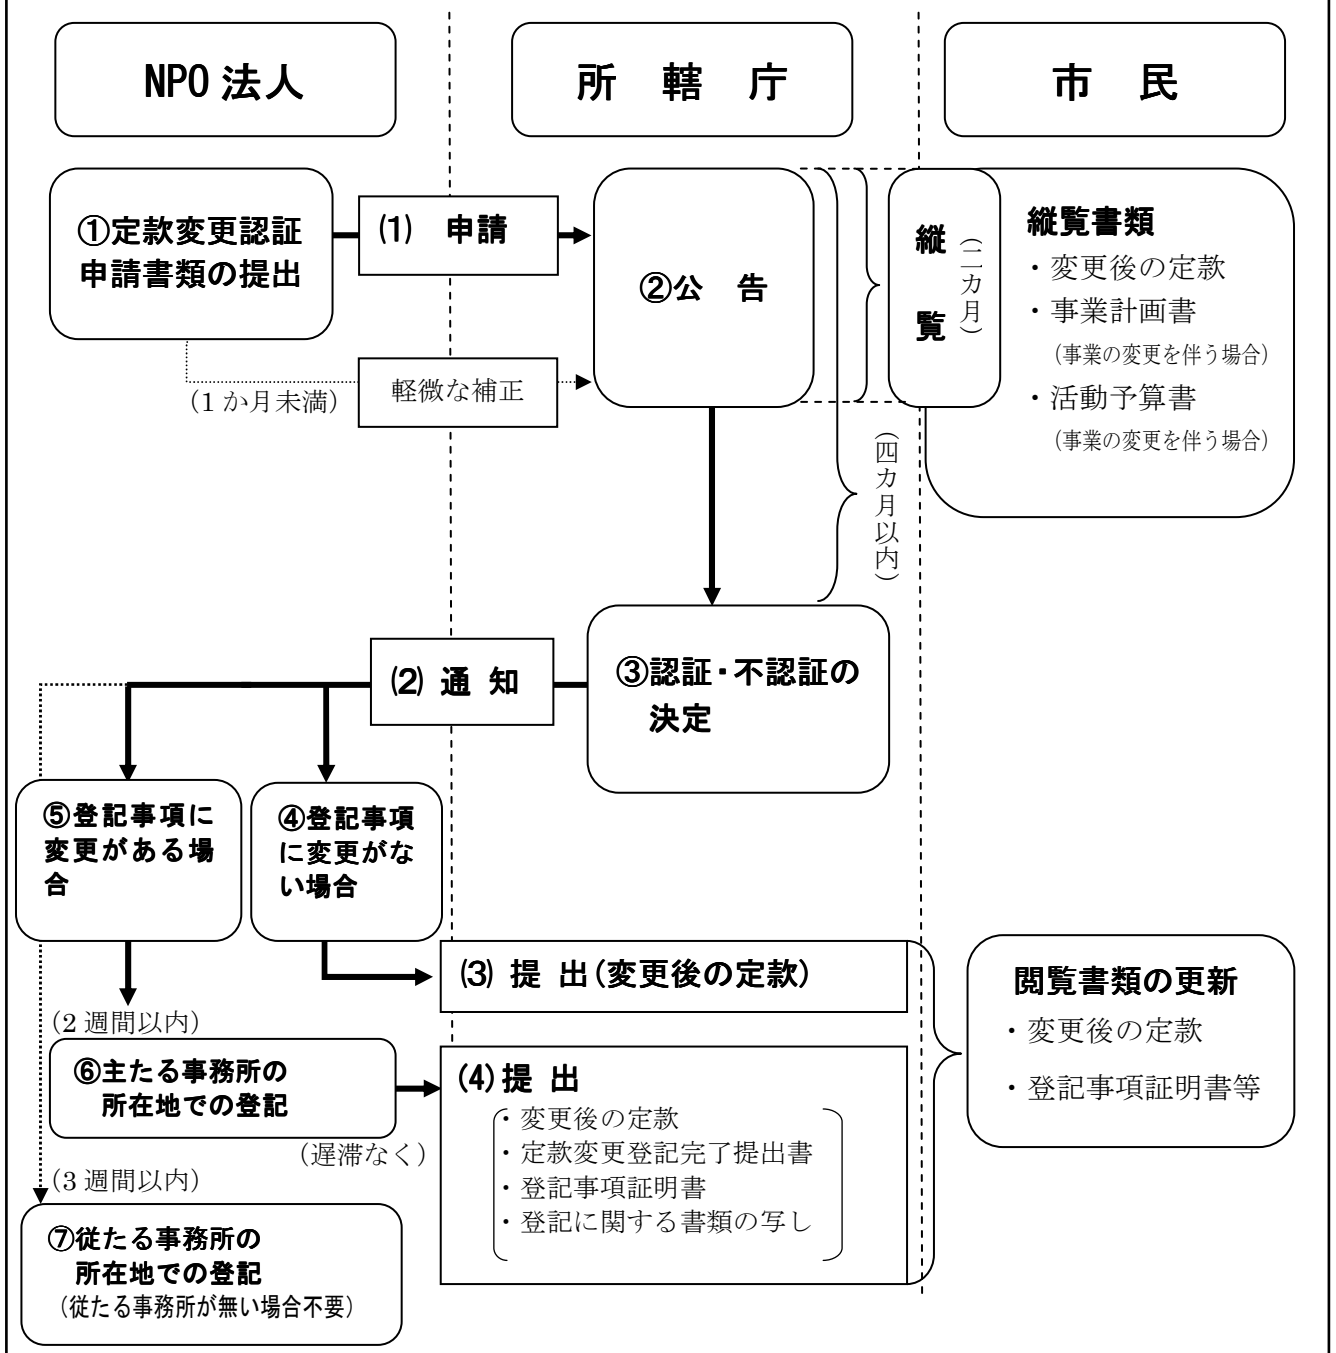 NPO法人
所 轄 庁
市 民
①定款変更認証
申請書類の提出
(1) 申請
②公 告
縦覧
(二カ月)
縦覧書類
・変更後の定款
・事業計画書
(事業の変更を伴う場合)
・活動予算書
(事業の変更を伴う場合)
(1か月未満)
軽微な補正
(四カ月以内)
(2) 通 知
③認証・不認証の
決定
⑤登記事項に
変更がある場
合
④登記事項
に変更がな
い場合
(3) 提 出(変更後の定款)
(2週間以内)
⑥主たる事務所の
所在地での登記
(遅滞なく)
(4)提 出
・変更後の定款
・定款変更登記完了提出書
・登記事項証明書
・登記に関する書類の写し
閲覧書類の更新
・変更後の定款
・登記事項証明書等
(3週間以内)
⑦従たる事務所の
所在地での登記
(従たる事務所が無い場合不要)